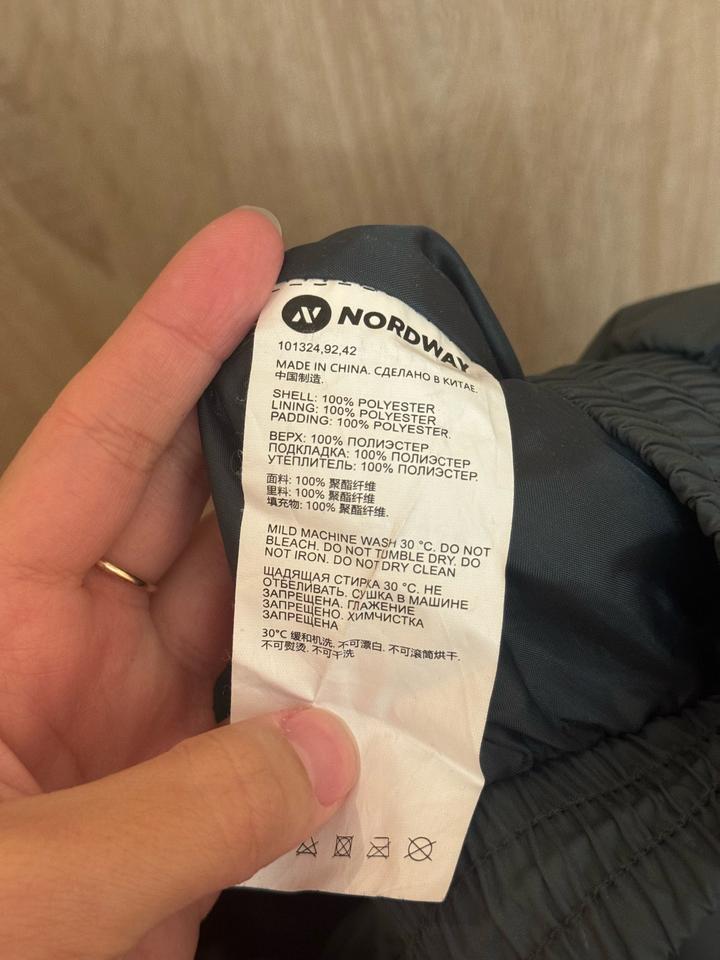 NORDWAY
101324,92,42
MADE IN CHINA. СДЕЛАНО В КИТАЕ.
中国制造.
SHELL: 100% POLYESTER
LINING: 100% POLYESTER
PADDING: 100% POLYESTER.
ВЕРХ: 100% ПОЛИЭСТЕР
ПОДКЛАДКА: 100% ПОЛИЭСТЕР
УТЕПЛИТЕЛЬ: 100% ПОЛИЭСТЕР.
面料: 100% 聚酯纤维
里料: 100% 聚酯纤维
填充物: 100% 聚酯纤维.
MILD MACHINE WASH 30 °C. DO NOT
BLEACH. DO NOT TUMBLE DRY. DO
NOT IRON. DO NOT DRY CLEAN
ЩАДЯЩАЯ СТИРКА 30 °C. НЕ
ОТБЕЛИВАТЬ. СУШКА В МАШИНЕ
ЗАПРЕЩЕНА. ГЛАЖЕНИЕ
ЗАПРЕЩЕНО. ХИМЧИСТКА
ЗАПРЕЩЕНА
30°C 缓和机洗. 不可漂白. 不可滚筒烘干.
不可熨烫. 不可干洗